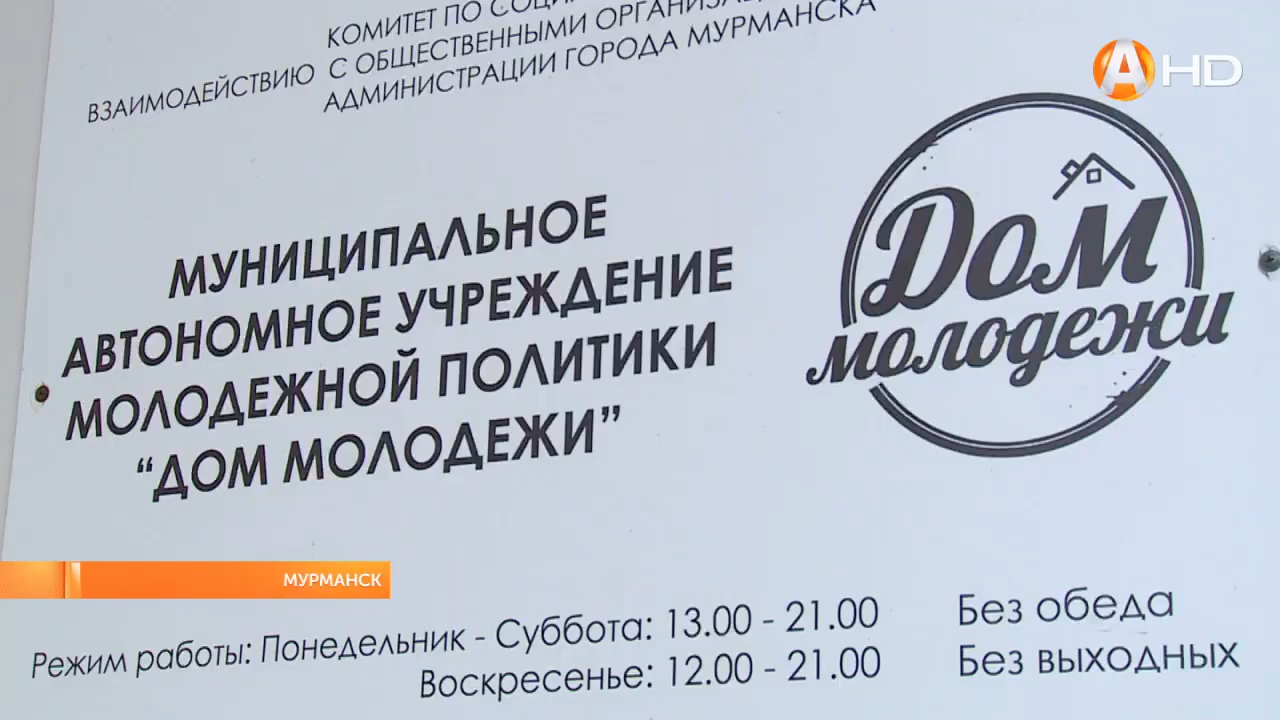 КОМИТЕТ ПО
ВЗАИМОДЕЙСТВИЮ С ОБЩЕСТВЕННЫМИ
АДМИНИСТРАЦИИ ГОРОДА МУРМАНСКА
АHD
МУНИЦИПАЛЬНОЕ
АВТОНОМНОЕ УЧРЕЖДЕНИЕ
МОЛОДЕЖНОЙ ПОЛИТИКИ
“ДОМ МОЛОДЕЖИ”
Дом
молодежи
МУРМАНСК
Режим работы: Понедельник - Суббота: 13.00 - 21.00 Без обеда
Воскресенье: 12.00 - 21.00 Без выходных